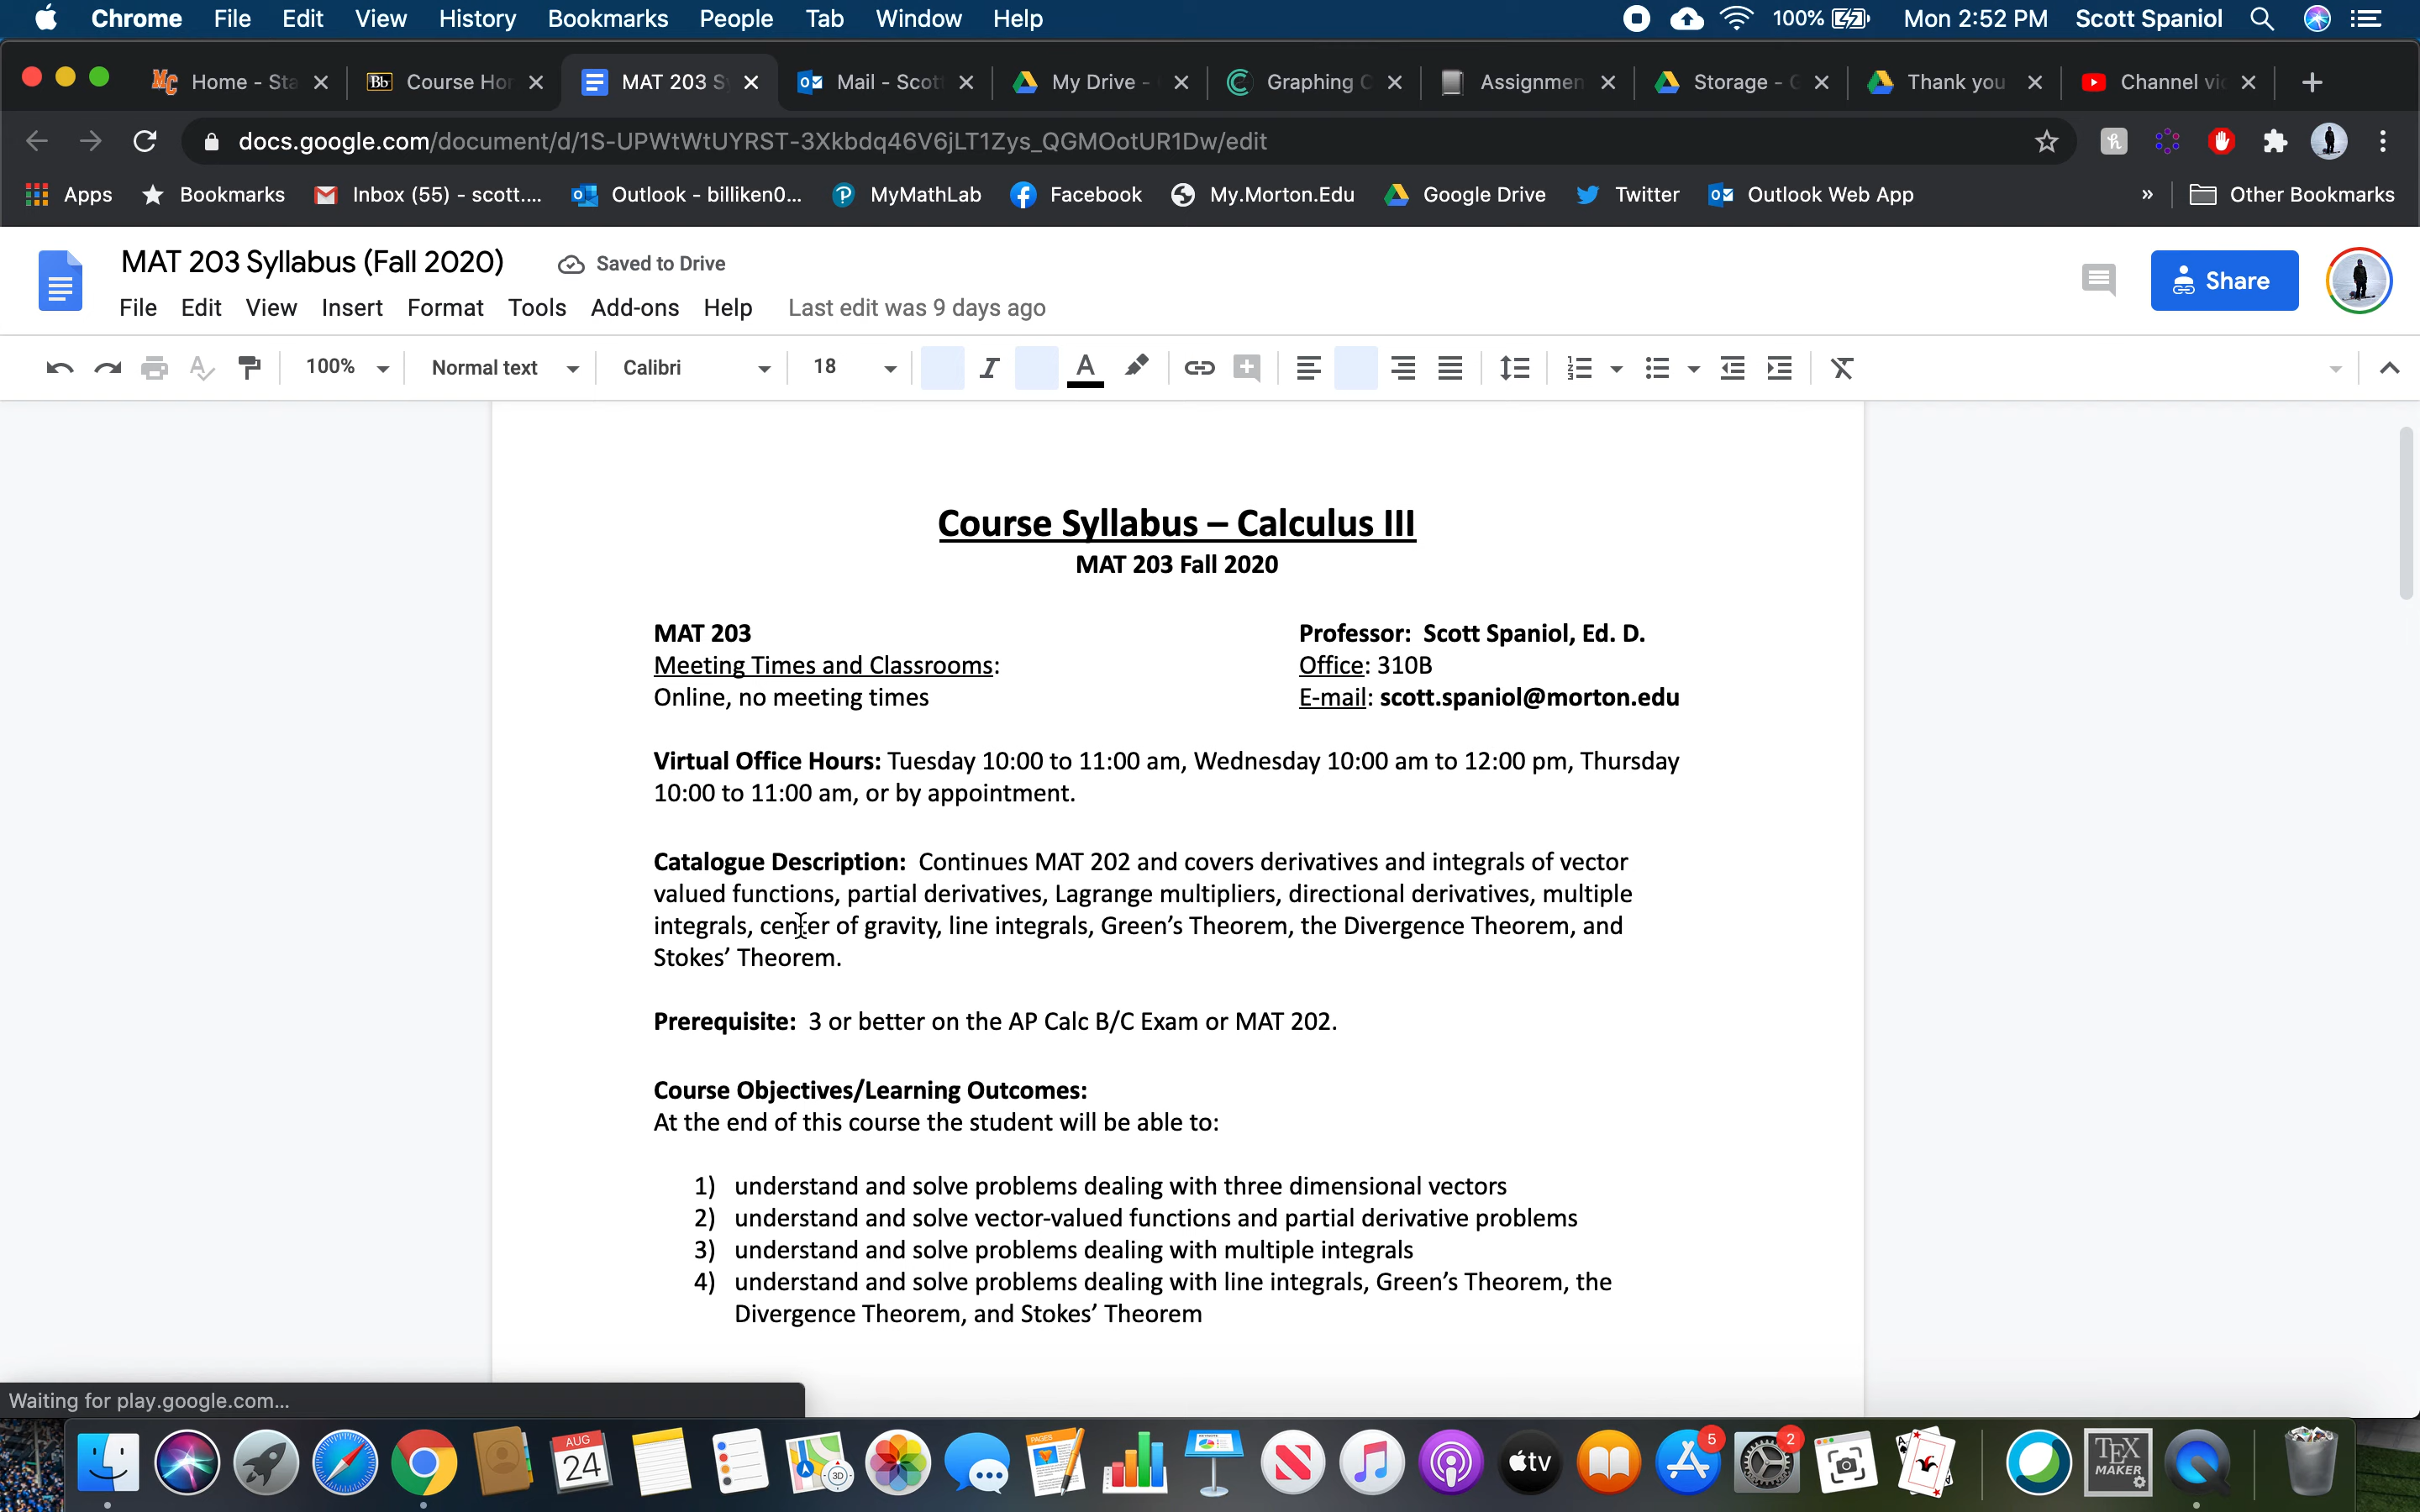 Chrome File Edit View History Bookmarks People Tab Window Help 100% Mon 2:52 PM Scott Spaniol
Home - Sta Bb Course Hor MAT 203 S Mail - Scott My Drive - Graphing C Assignmen Storage - G Thank you Channel vic
docs.google.com/document/d/1S-UPWtWtUYRST-3Xkbdq46V6jLT1Zys_QGMOotUR1Dw/edit
Apps Bookmarks Inbox (55) - scott.... Outlook - billiken0... MyMathLab Facebook My.Morton.Edu Google Drive Twitter Outlook Web App » Other Bookmarks
MAT 203 Syllabus (Fall 2020) Saved to Drive
Share
File Edit View Insert Format Tools Add-ons Help Last edit was 9 days ago
100% Normal text Calibri 18
Course Syllabus – Calculus III
MAT 203 Fall 2020
MAT 203 Professor: Scott Spaniol, Ed. D.
Meeting Times and Classrooms: Office: 310B
Online, no meeting times E-mail: scott.spaniol@morton.edu
Virtual Office Hours: Tuesday 10:00 to 11:00 am, Wednesday 10:00 am to 12:00 pm, Thursday
10:00 to 11:00 am, or by appointment.
Catalogue Description: Continues MAT 202 and covers derivatives and integrals of vector
valued functions, partial derivatives, Lagrange multipliers, directional derivatives, multiple
integrals, center of gravity, line integrals, Green’s Theorem, the Divergence Theorem, and
Stokes’ Theorem.
Prerequisite: 3 or better on the AP Calc B/C Exam or MAT 202.
Course Objectives/Learning Outcomes:
At the end of this course the student will be able to:
1) understand and solve problems dealing with three dimensional vectors
2) understand and solve vector-valued functions and partial derivative problems
3) understand and solve problems dealing with multiple integrals
4) understand and solve problems dealing with line integrals, Green’s Theorem, the
Divergence Theorem, and Stokes’ Theorem
Waiting for play.google.com...
AUG
24
3D
PAGES
tv
5
2
TEX
MAKER